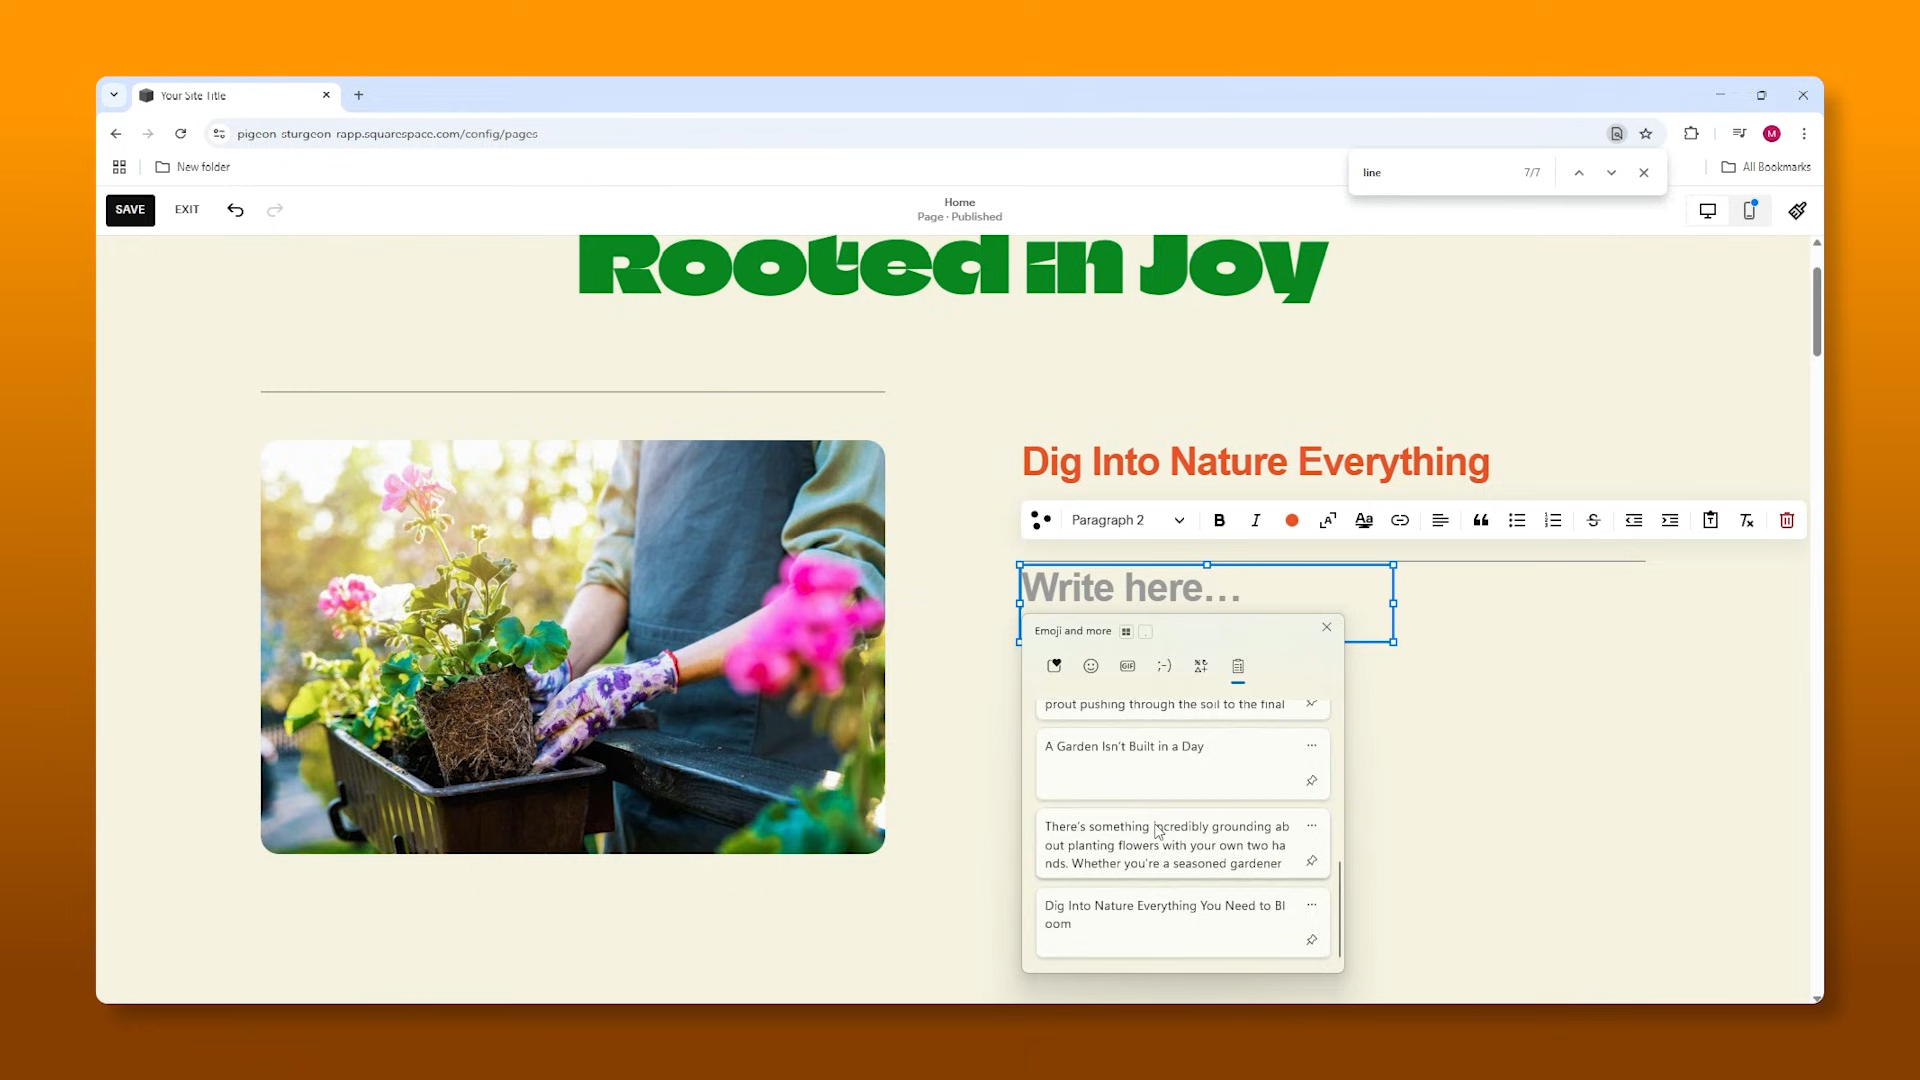 Your Site Title
pigeon-sturgeon-rapp.squarespace.com/config/pages
M
New folder
All Bookmarks
line
7/7
SAVE
EXIT
Home
Page · Published
Rooted in Joy
Dig Into Nature Everything
Paragraph 2
B
I
Aa
Write here…
Emoji and more
GIF
;-)
prout pushing through the soil to the final
A Garden Isn't Built in a Day
There's something incredibly grounding ab
out planting flowers with your own two ha
nds. Whether you're a seasoned gardener
Dig Into Nature Everything You Need to Bl
oom